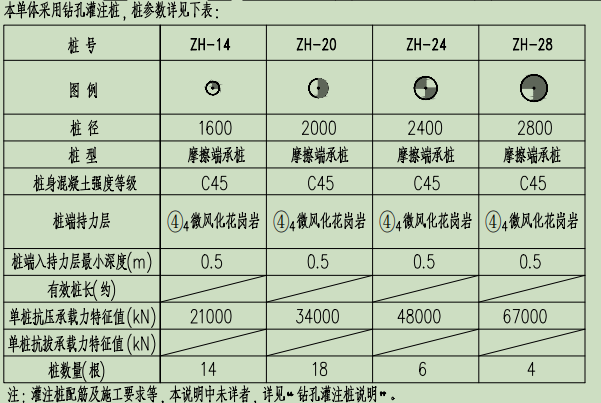 本单体采用钻孔灌注桩，桩参数详见下表：
桩号 ZH-14 ZH-20 ZH-24 ZH-28
图例
桩径 1600 2000 2400 2800
桩型 摩擦端承桩 摩擦端承桩 摩擦端承桩 摩擦端承桩
桩身混凝土强度等级 C45 C45 C45 C45
桩端持力层 ④4微风化花岗岩 ④4微风化花岗岩 ④4微风化花岗岩 ④4微风化花岗岩
桩端入持力层最小深度(m) 0.5 0.5 0.5 0.5
有效桩长(约)
单桩抗压承载力特征值(kN) 21000 34000 48000 67000
单桩抗拔承载力特征值(kN)
桩数量(根) 14 18 6 4
注：灌注桩配筋及施工要求等，本说明中未详者，详见"钻孔灌注桩说明"。